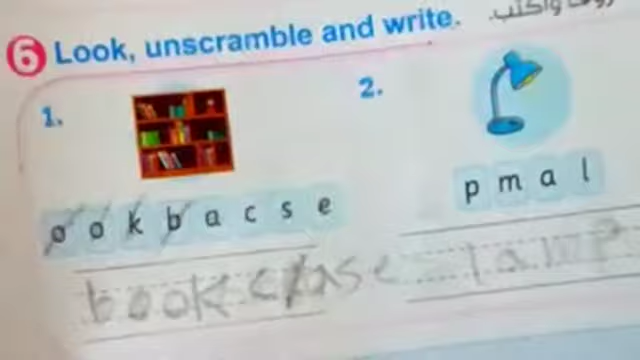 6 Look, unscramble and write.
1.
2.
o o k b a c s e
p m a l
bookcase
lamp